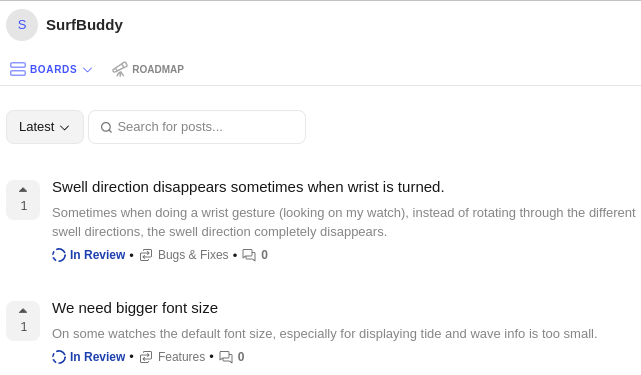 S SurfBuddy
BOARDS ROADMAP
Latest Search for posts...
Swell direction disappears sometimes when wrist is turned.
1
Sometimes when doing a wrist gesture (looking on my watch), instead of rotating through the different
swell directions, the swell direction completely disappears.
In Review • Bugs & Fixes • 0
We need bigger font size
1
On some watches the default font size, especially for displaying tide and wave info is too small.
In Review • Features • 0